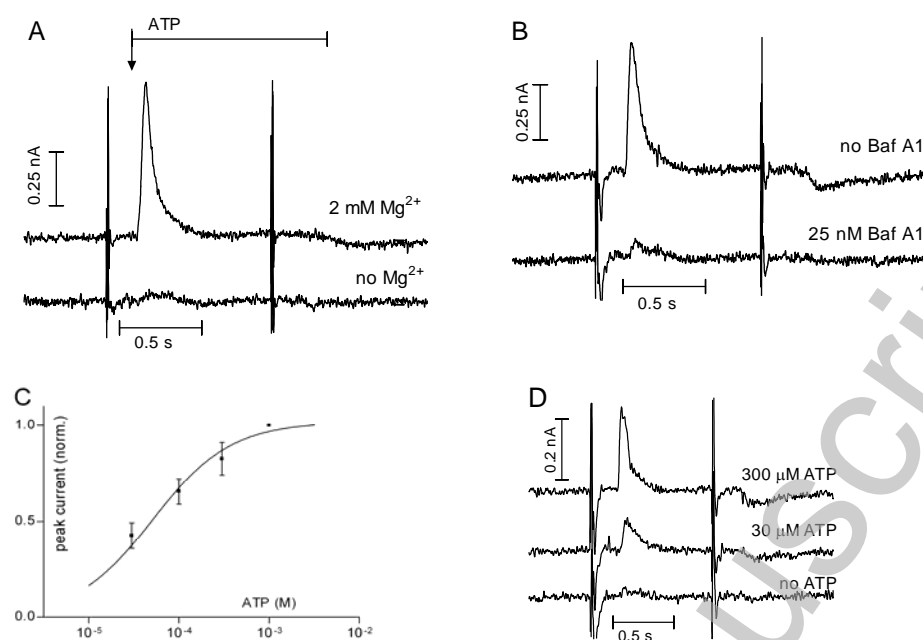 A
ATP
0.25 nA
2 mM Mg²⁺
no Mg²⁺
0.5 s
B
0.25 nA
no Baf A1
25 nM Baf A1
0.5 s
C
peak current (norm.)
1.0
0.5
0.0
ATP (M)
10⁻⁵
10⁻⁴
10⁻³
10⁻²
D
0.2 nA
300 µM ATP
30 µM ATP
no ATP
0.5 s
uscri